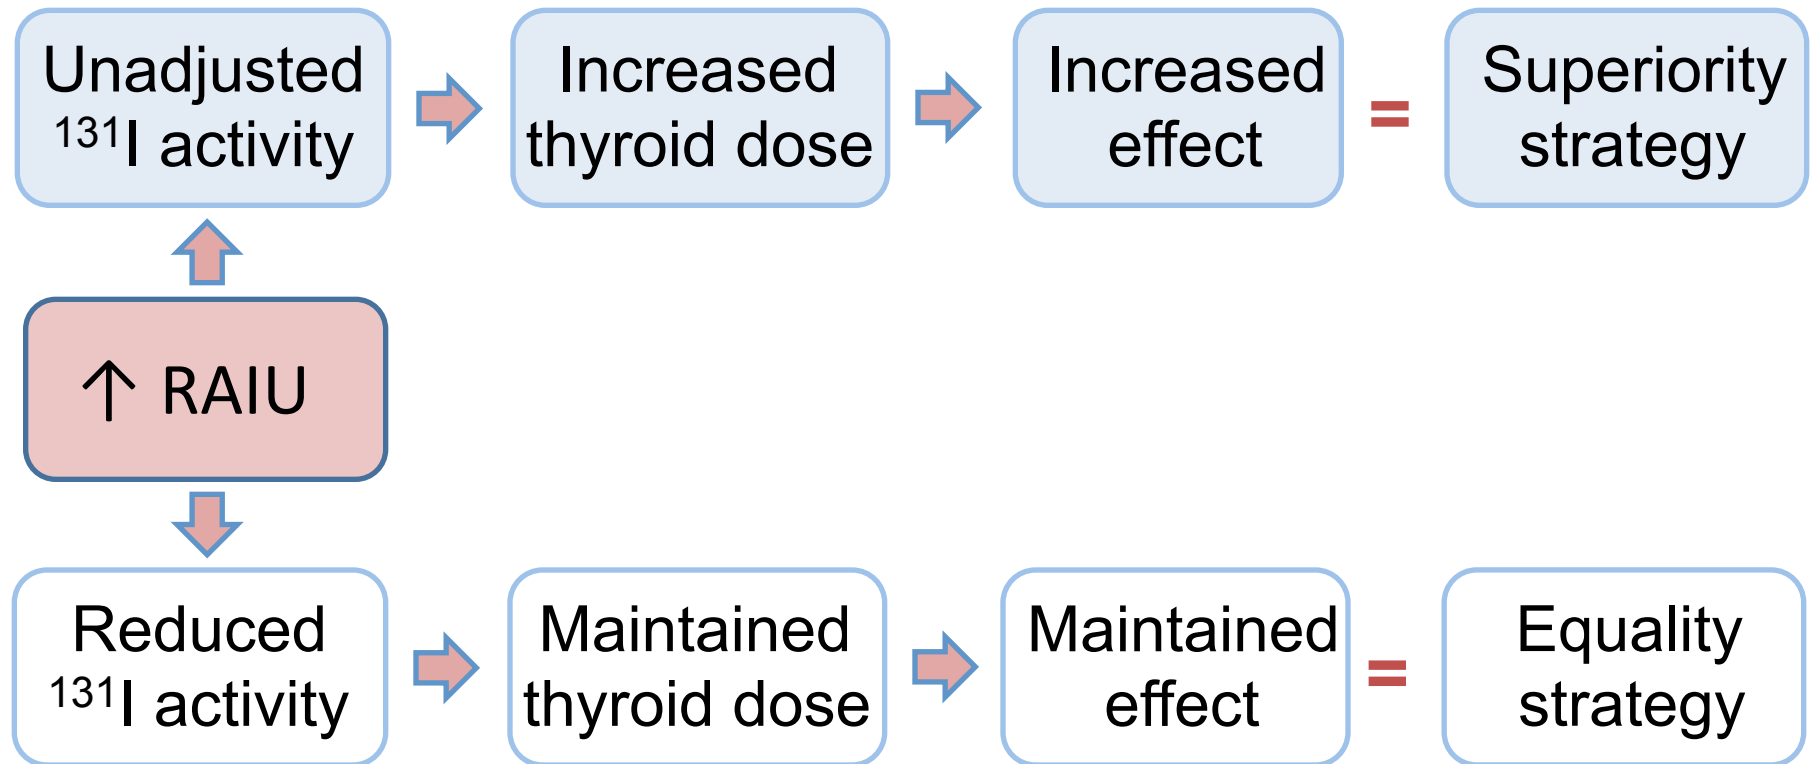 Unadjusted
¹³¹I activity
Increased
thyroid dose
Increased
effect
=
Superiority
strategy
↑ RAIU
Reduced
¹³¹I activity
Maintained
thyroid dose
Maintained
effect
=
Equality
strategy